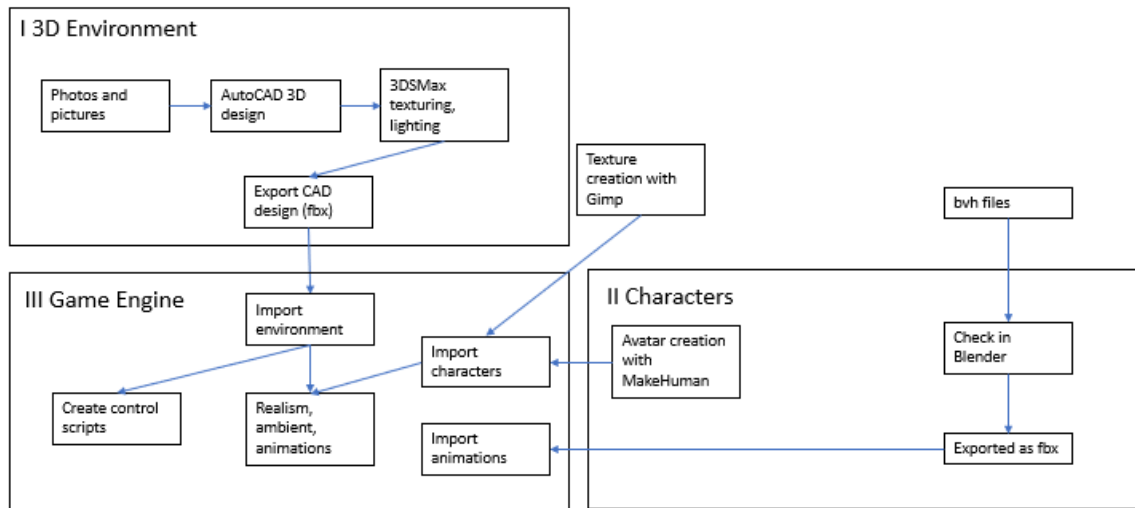 I 3D Environment
Photos and
pictures
AutoCAD 3D
design
3DSMax
texturing,
lighting
Export CAD
design (fbx)
Texture
creation with
Gimp
bvh files
III Game Engine
Import
environment
Import
characters
Create control
scripts
Realism,
ambient,
animations
Import
animations
II Characters
Avatar creation
with
MakeHuman
Check in
Blender
Exported as fbx